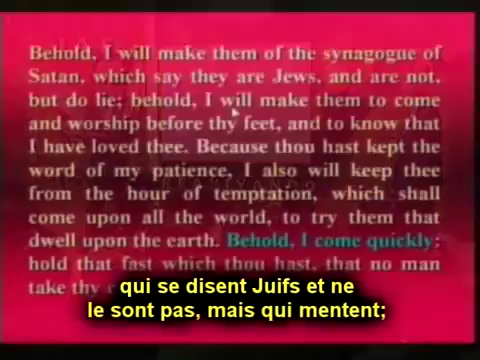 Behold, I will make them of the synagogue of
Satan, which say they are Jews, and are not,
but do lie; behold, I will make them to come
and worship before thy feet, and to know that
I have loved thee. Because thou hast kept the
word of my patience, I also will keep thee
from the hour of temptation, which shall
come upon all the world, to try them that
dwell upon the earth. Behold, I come quickly:
hold that fast which thou hast, that no man
take thy
qui se disent Juifs et ne
le sont pas, mais qui mentent;